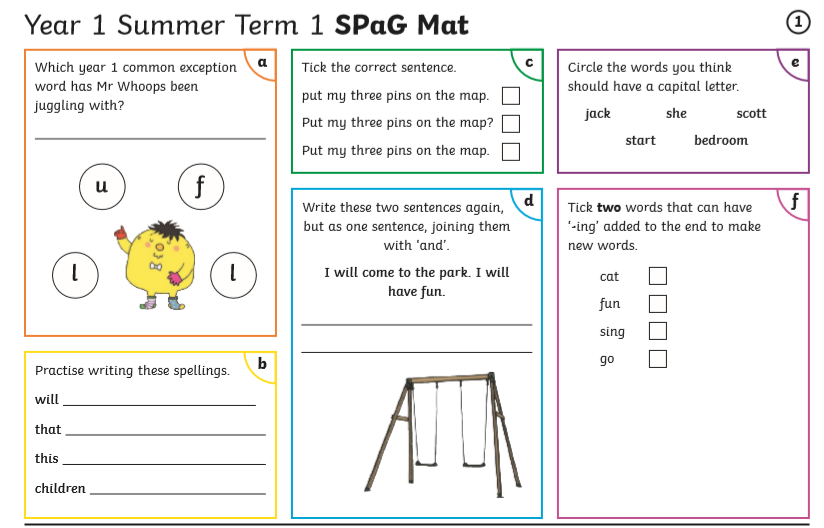 Year 1 Summer Term 1 SPaG Mat
1
a
Which year 1 common exception
word has Mr Whoops been
juggling with?
u
f
l
l
b
Practise writing these spellings.
will
that
this
children
c
Tick the correct sentence.
put my three pins on the map.
Put my three pins on the map?
Put my three pins on the map.
d
Write these two sentences again,
but as one sentence, joining them
with ‘and’.
I will come to the park. I will
have fun.
e
Circle the words you think
should have a capital letter.
jack she scott
start bedroom
f
Tick two words that can have
‘-ing’ added to the end to make
new words.
cat
fun
sing
go